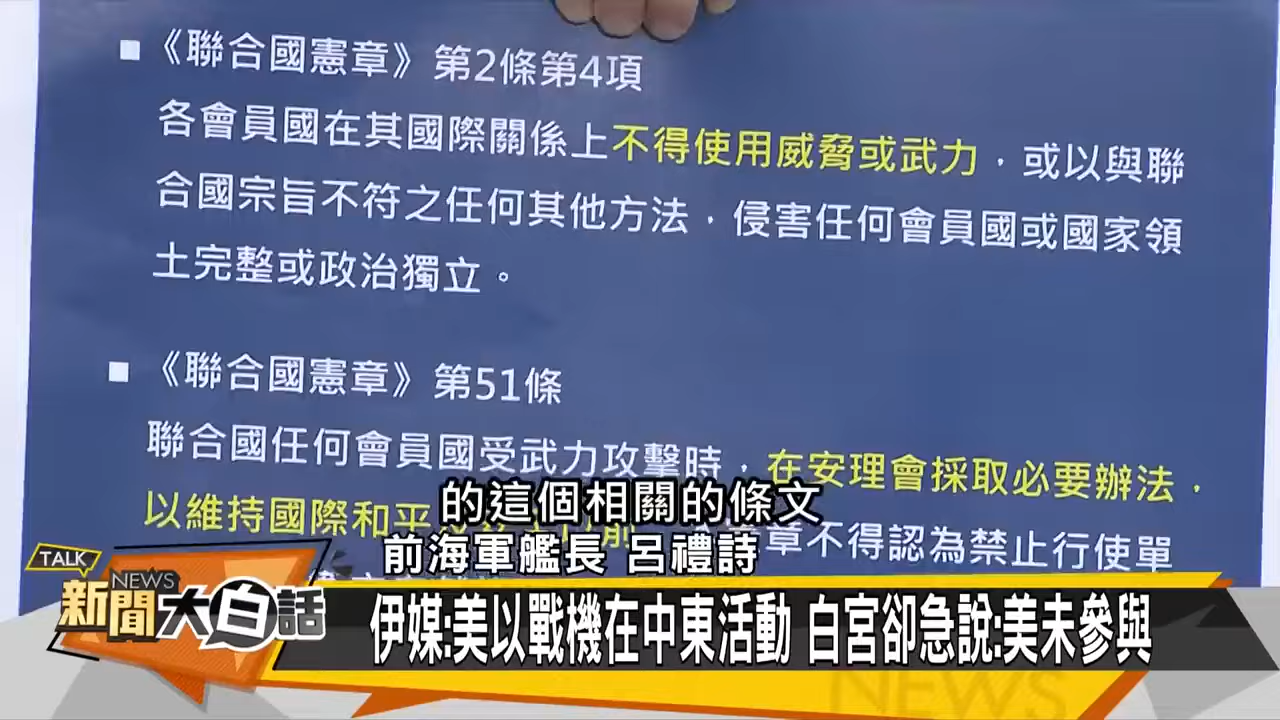 《聯合國憲章》第2條第4項
各會員國在其國際關係上不得使用威脅或武力,或以與聯
合國宗旨不符之任何其他方法,侵害任何會員國或國家領
土完整或政治獨立。
《聯合國憲章》第51條
聯合國任何會員國受武力攻擊時,在安理會採取必要辦法,
以維持國際和平
章不得認為禁止行使單
的這個相關的條文
前海軍艦長 呂禮詩
TALK
NEWS
新聞大白話
伊媒:美以戰機在中東活動 白宮卻急說:美未參與
NEWS